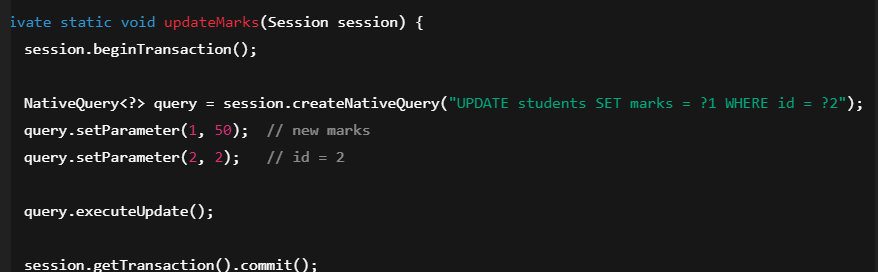 ivate static void updateMarks(Session session) {
session.beginTransaction();
NativeQuery<?> query = session.createNativeQuery("UPDATE students SET marks = ?1 WHERE id = ?2");
query.setParameter(1, 50);  // new marks
query.setParameter(2, 2);   // id = 2
query.executeUpdate();
session.getTransaction().commit();